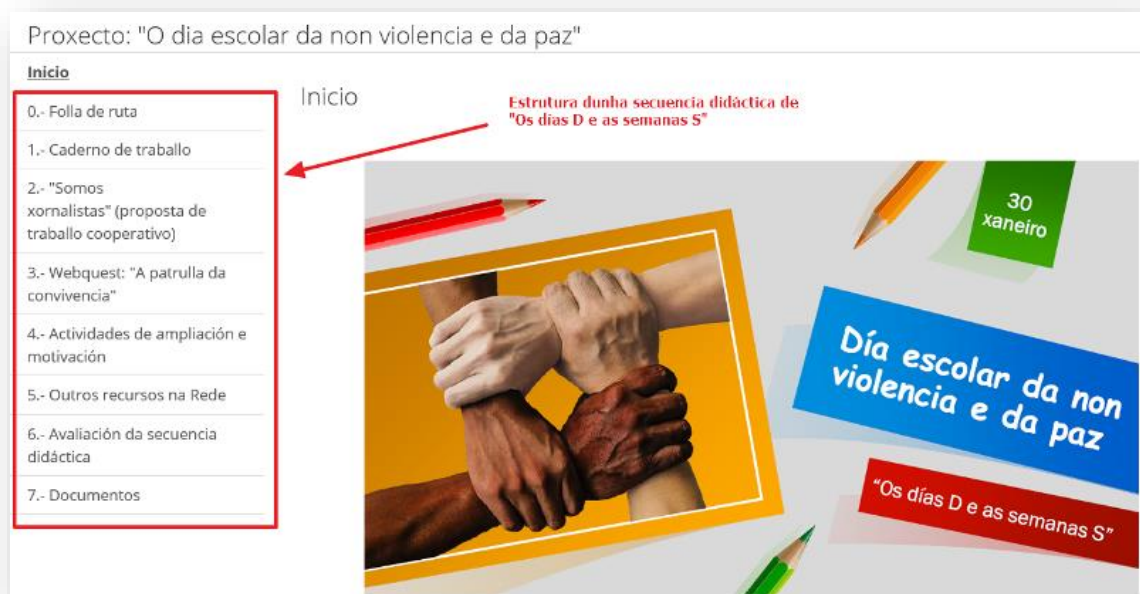 Proxecto: "O dia escolar da non violencia e da paz"
Inicio
0.- Folla de ruta
1.- Caderno de traballo
2.- "Somos
xornalistas" (proposta de
traballo cooperativo)
3.- Webquest: "A patrulla da
convivencia"
4.- Actividades de ampliación e
motivación
5.- Outros recursos na Rede
6.- Avaliación da secuencia
didáctica
7.- Documentos
Inicio
Estrutura dunha secuencia didáctica de
"Os días D e as semanas S"
30
xaneiro
Día escolar da non
violencia e da paz
"Os días D e as semanas S"